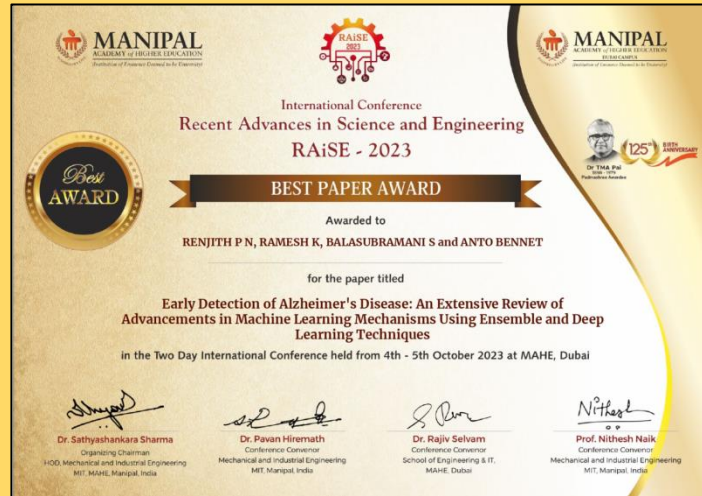 MANIPAL
ACADEMY of HIGHER EDUCATION
(Institution of Eminence Deemed to be University)
RAiSE
2023
MANIPAL
ACADEMY of HIGHER EDUCATION
DUBAI CAMPUS
(Institution of Eminence Deemed to be University)
International Conference
Recent Advances in Science and Engineering
RAiSE - 2023
Best
AWARD
125th BIRTH
ANNIVERSARY
Dr TMA Pai
Padmashree Awardee
BEST PAPER AWARD
Awarded to
RENJITH P N, RAMESH K, BALASUBRAMANI S and ANTO BENNET
for the paper titled
Early Detection of Alzheimer's Disease: An Extensive Review of
Advancements in Machine Learning Mechanisms Using Ensemble and Deep
Learning Techniques
in the Two Day International Conference held from 4th - 5th October 2023 at MAHE, Dubai
Nithesh
Dr. Sathyashankara Sharma
Organizing Chairman
HOD, Mechanical and Industrial Engineering
MIT, MAHE, Manipal, India
Dr. Pavan Hiremath
Conference Convenor
Mechanical and Industrial Engineering
MIT, Manipal, India
Dr. Rajiv Selvam
Conference Convenor
School of Engineering & IT,
MAHE, Dubai
Prof. Nithesh Naik
Conference Convenor
Mechanical and Industrial Engineering
MIT, Manipal, India